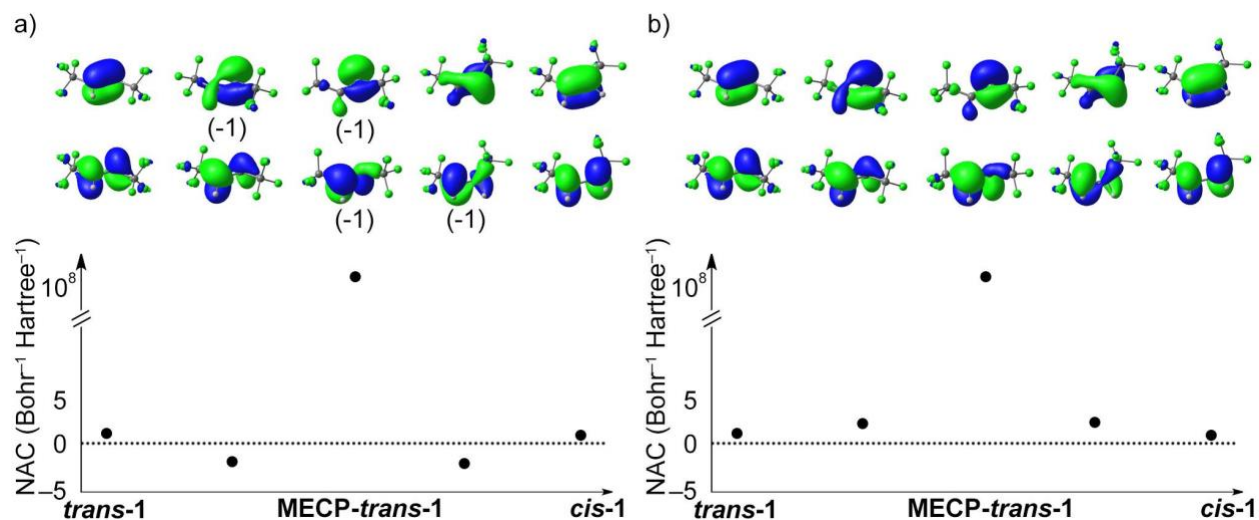 a)
(-1) (-1)
(-1) (-1)
NAC (Bohr⁻¹ Hartree⁻¹)
10⁸
5
0
−5
trans-1 MECP-trans-1 cis-1
b)
NAC (Bohr⁻¹ Hartree⁻¹)
10⁸
5
0
−5
trans-1 MECP-trans-1 cis-1